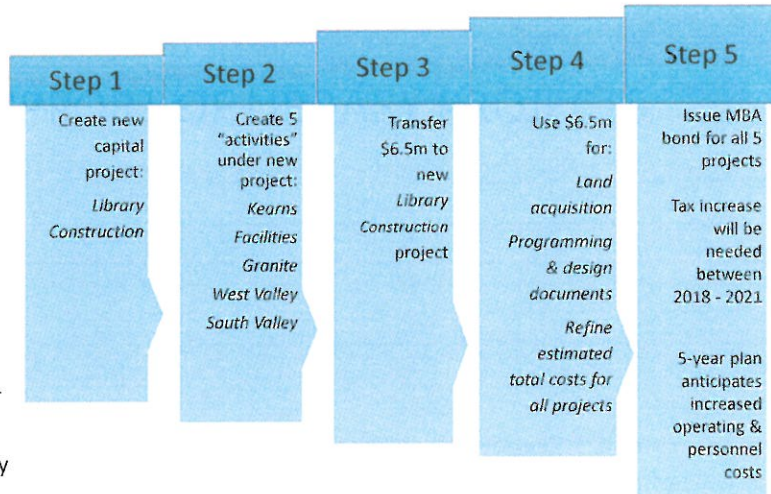 Step 1
Create new
capital
project:
Library
Construction
Step 2
Create 5
"activities"
under new
project:
Kearns
Facilities
Granite
West Valley
South Valley
Step 3
Transfer
$6.5m to
new
Library
Construction
project
Step 4
Use $6.5m
for:
Land
acquisition
Programming
& design
documents
Refine
estimated
total costs for
all projects
Step 5
Issue MBA
bond for all 5
projects
Tax increase
will be
needed
between
2018 - 2021
5-year plan
anticipates
increased
operating &
personnel
costs